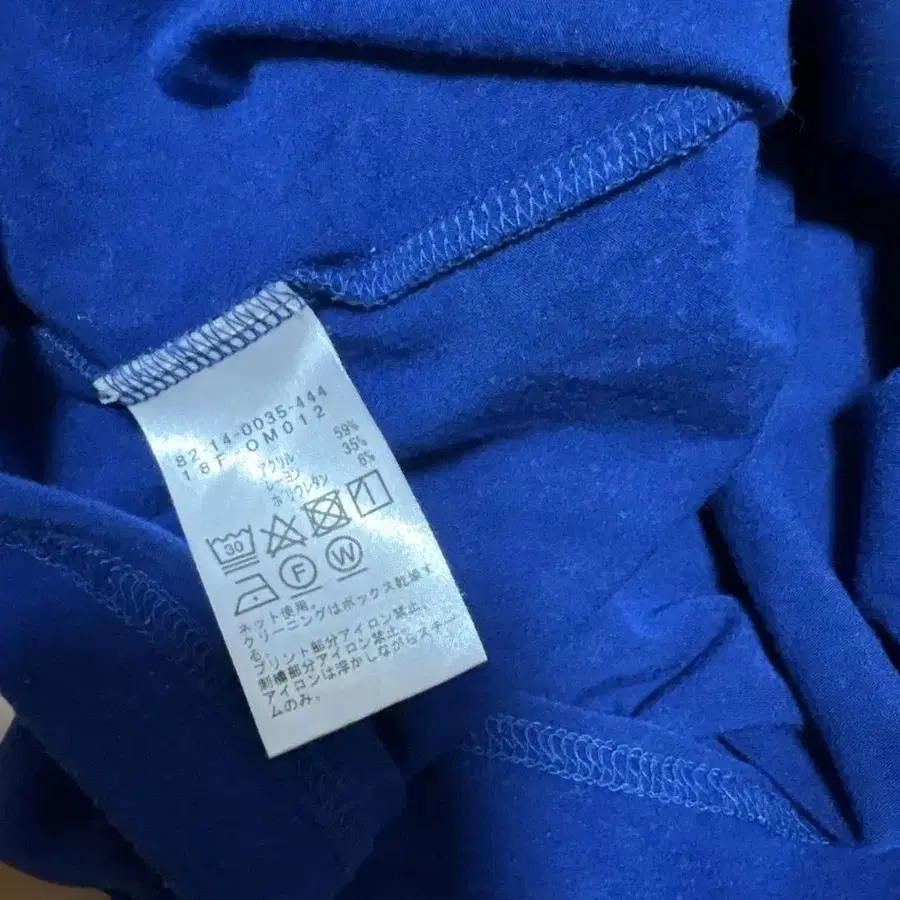 82 14-0035-444
18F-OM012
アクリル 59%
レーヨン 35%
ポリウレタン 6%
30
F W
ネット使用。
クリーニングはボックス乾燥す
る。
プリント部分アイロン禁止。
刺繍部分アイロン禁止。
アイロンは浮かしながらスチー
ムのみ。